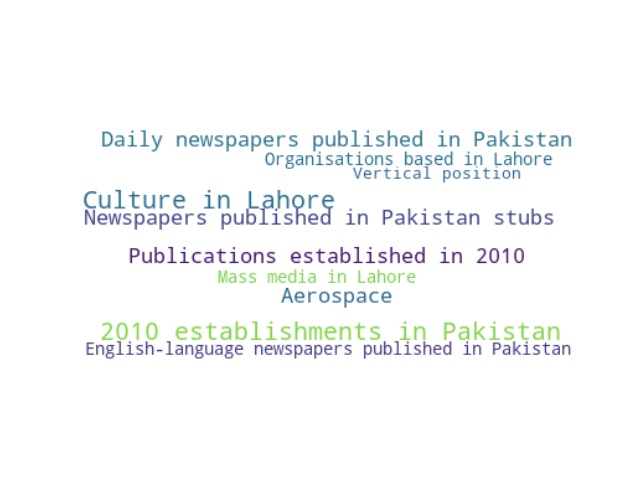 Daily newspapers published in Pakistan
Organisations based in Lahore
Vertical position
Culture in Lahore
Newspapers published in Pakistan stubs
Publications established in 2010
Mass media in Lahore
Aerospace
2010 establishments in Pakistan
English-language newspapers published in Pakistan